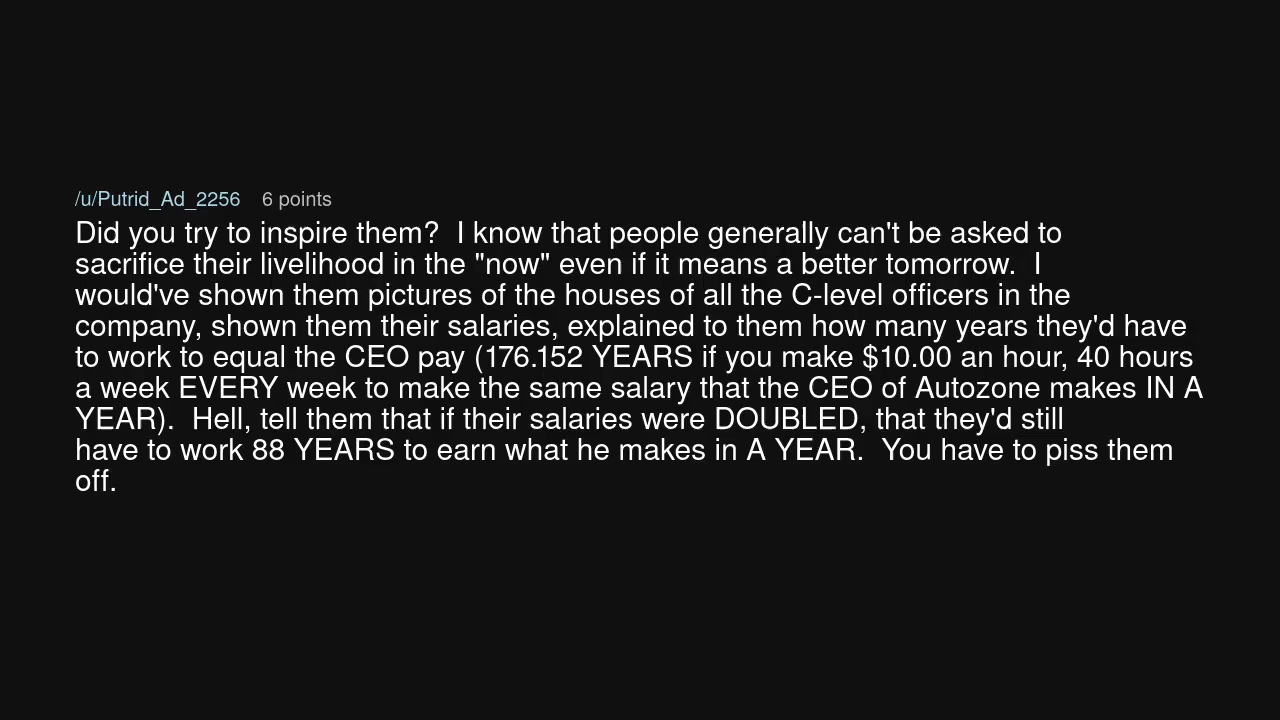 /u/Putrid_Ad_2256 6 points
Did you try to inspire them?  I know that people generally can't be asked to
sacrifice their livelihood in the "now" even if it means a better tomorrow.  I
would've shown them pictures of the houses of all the C-level officers in the
company, shown them their salaries, explained to them how many years they'd have
to work to equal the CEO pay (176.152 YEARS if you make $10.00 an hour, 40 hours
a week EVERY week to make the same salary that the CEO of Autozone makes IN A
YEAR).  Hell, tell them that if their salaries were DOUBLED, that they'd still
have to work 88 YEARS to earn what he makes in A YEAR.  You have to piss them
off.